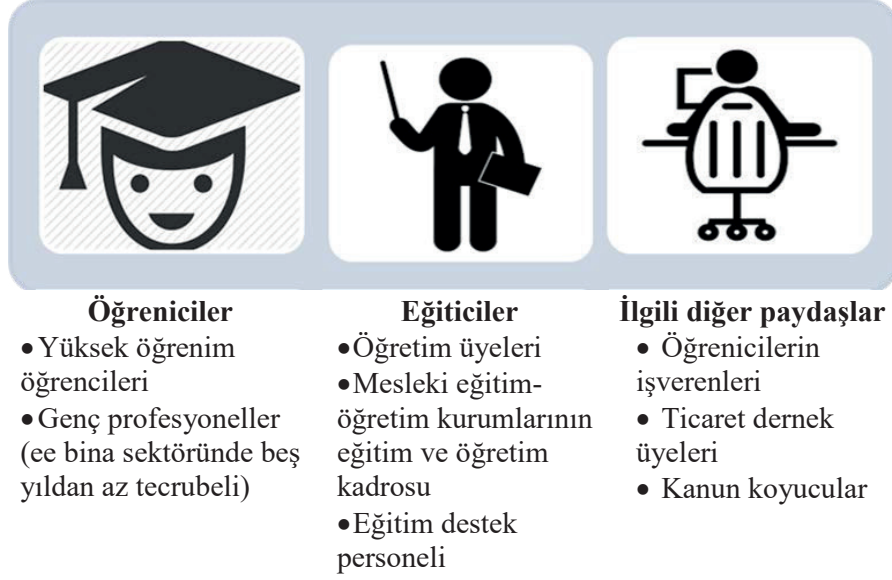 Öğreniciler
•Yüksek öğrenim
öğrencileri
•Genç profesyoneller
(ee bina sektöründe beş
yıldan az tecrubeli)
Eğiticiler
•Öğretim üyeleri
•Mesleki eğitim-
öğretim kurumlarının
eğitim ve öğretim
kadrosu
•Eğitim destek
personeli
İlgili diğer paydaşlar
• Öğrenicilerin
işverenleri
• Ticaret dernek
üyeleri
• Kanun koyucular